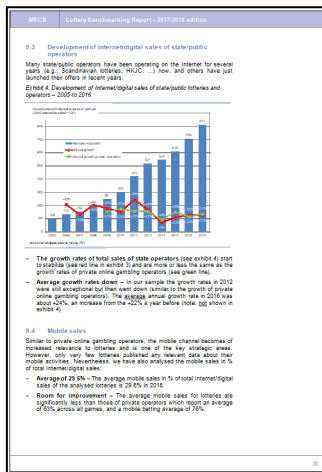 MECN Lottery Benchmarking Report – 2017/2018 edition
9.3 Development of Internet/digital sales of state/public
operators
Many state/public operators have been operating on the Internet for several
years (e.g., Scandinavian lotteries, HKJC, ...) now, and others have just
launched their offers in recent years.
Exhibit 4: Development of Internet/digital sales of state/public lotteries and
operators – 2005 to 2016
– The growth rates of total sales of state operators (see exhibit 4) start
to stabilize (see red line in exhibit 3) and are more or less the same as the
growth rates of private online gambling operators (see green line).
– Average growth rates down – In our sample the growth rates in 2012
were still exceptional but then went down (similar to the growth of private
online gambling operators). The average annual growth rate in 2016 was
about +24%, an increase from the +22% a year before (note: not shown in
exhibit 4).
9.4 Mobile sales
Similar to private online gambling operators, the mobile channel becomes of
increased relevance to lotteries and is one of the key strategic areas.
However, only very few lotteries published any relevant data about their
mobile activities. Nevertheless, we have also analysed the mobile sales in %
of total Internet/digital sales:
– Average of 29.6% – The average mobile sales in % of total Internet/digital
sales of the analysed lotteries is 29.6% in 2016.
– Room for improvement – The average mobile sales for lotteries are
significantly less than those of private operators which report an average
of 63% across all games, and a mobile betting average of 76%.